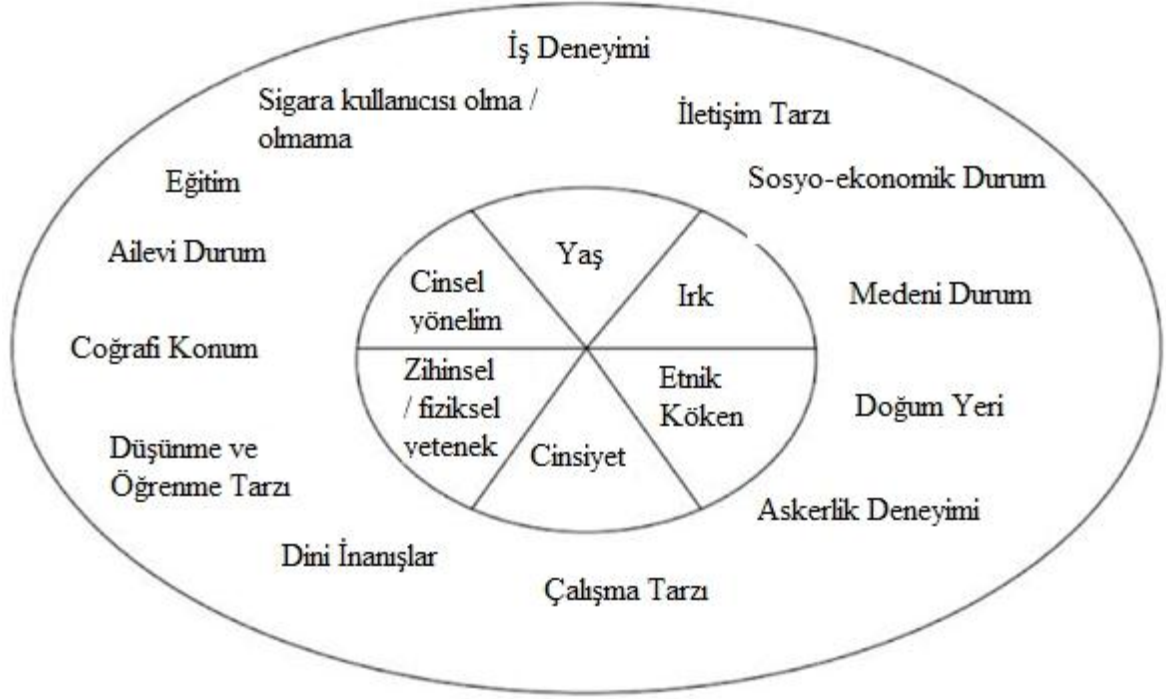 İş Deneyimi
Sigara kullanıcısı olma /
olmama
İletişim Tarzı
Eğitim
Sosyo-ekonomik Durum
Ailevi Durum
Medeni Durum
Coğrafi Konum
Doğum Yeri
Düşünme ve
Öğrenme Tarzı
Askerlik Deneyimi
Dini İnanışlar
Çalışma Tarzı
Yaş
Cinsel
yönelim
Irk
Zihinsel
/ fiziksel
yetenek
Etnik
Köken
Cinsiyet